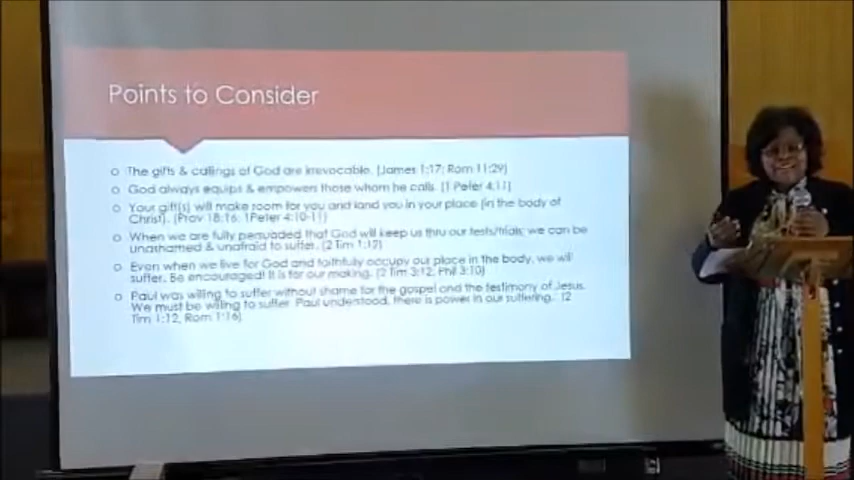 Points to Consider
The gifts & callings of God are irrevocable. (James 1:17; Rom 11:29)
God always equips & empowers those whom he calls. (1 Peter 4:11)
Your gift(s) will make room for you and land you in your place (in the body of
Christ). (Prov 18:16; 1Peter 4:10-11)
When we are fully persuaded that God will keep us thru our tests/trials, we can be
unashamed & unafraid to suffer. (2 Tim 1:12)
Even when we live for God and faithfully occupy our place in the body, we will
suffer. Be encouraged! It is for our making. (2 Tim 3:12, Phil 3:10)
Paul was willing to suffer without shame for the gospel and the testimony of Jesus.
We must be willing to suffer. Paul understood, there is power in our suffering. (2
Tim 1:12, Rom 1:16)